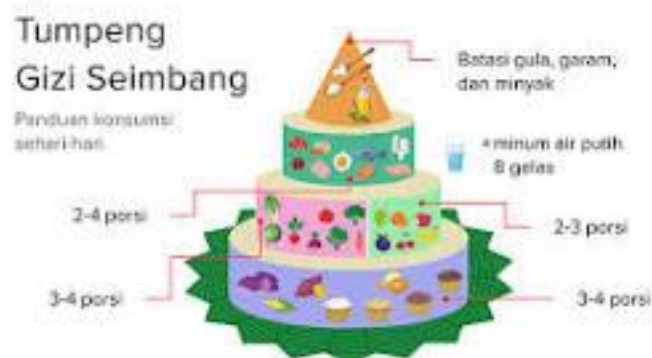 Tumpeng
Gizi Seimbang
Panduan konsumsi
sehari-hari
Batasi gula, garam,
dan minyak
+minum air putih
8 gelas
2-4 porsi
2-3 porsi
3-4 porsi
3-4 porsi